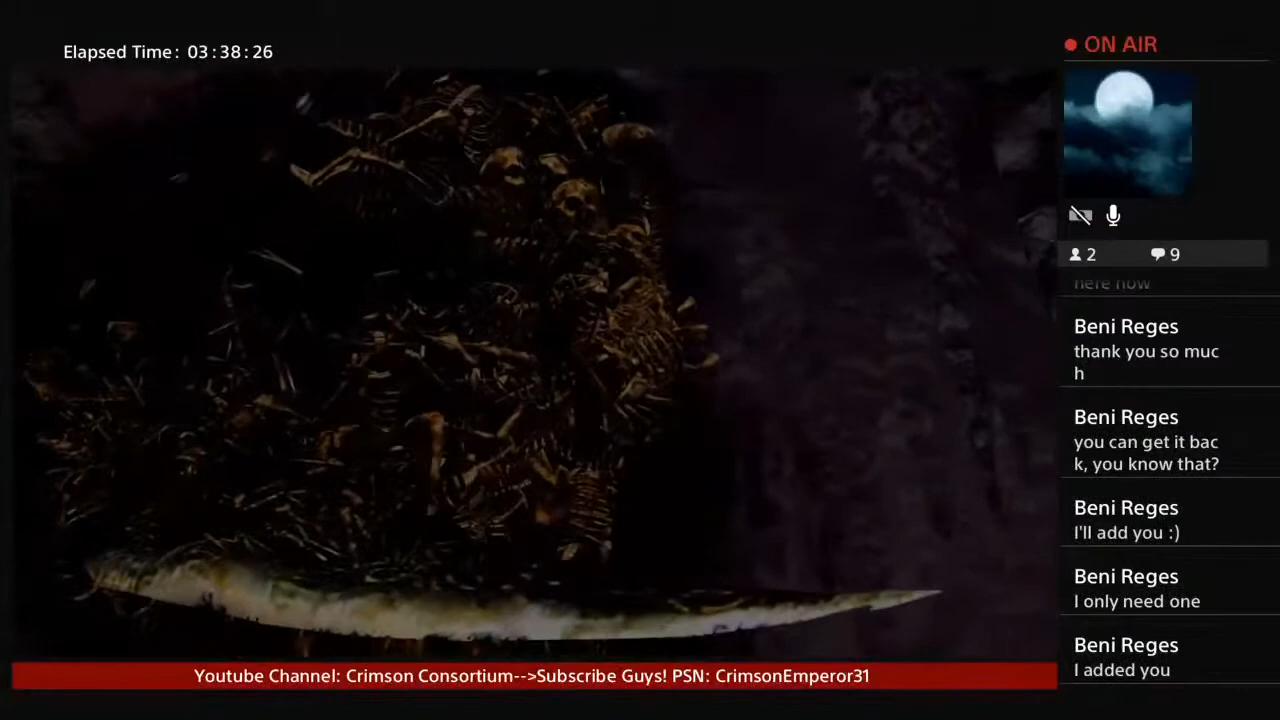 Elapsed Time: 03:38:26
ON AIR
2 9
here now
Beni Reges
thank you so muc
h
Beni Reges
you can get it bac
k, you know that?
Beni Reges
I'll add you :)
Beni Reges
I only need one
Beni Reges
I added you
Youtube Channel: Crimson Consortium-->Subscribe Guys! PSN: CrimsonEmperor31